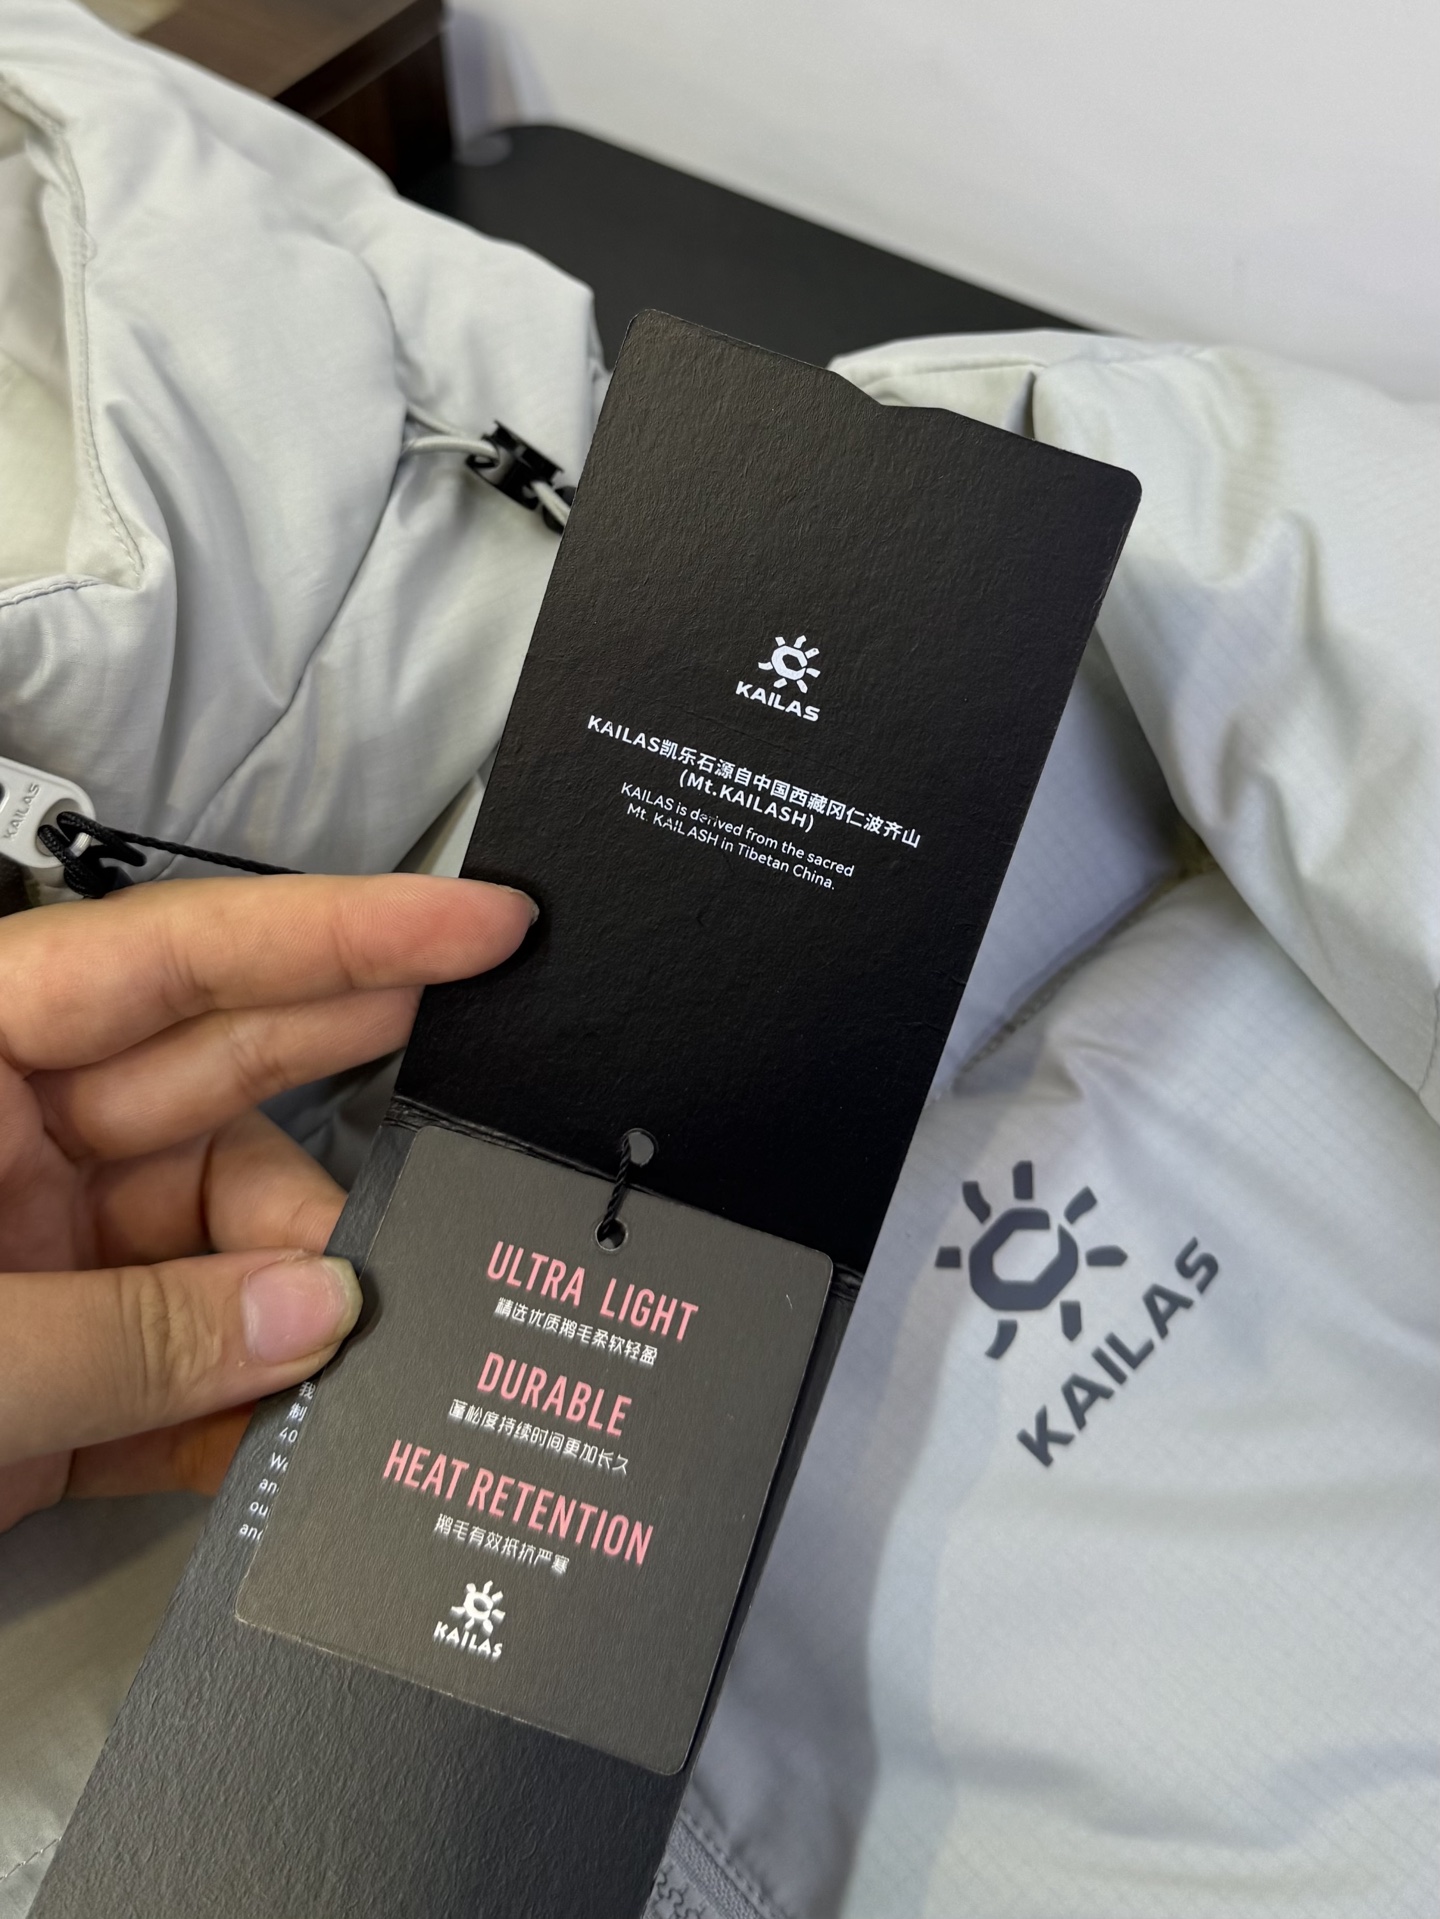 KAILAS
KAILAS凯乐石源自中国西藏冈仁波齐山
(Mt.KAILASH)
KAILAS is derived from the sacred
Mt. KAILASH in Tibetan China.
KAILAS
ULTRA LIGHT
精选优质鹅毛柔软轻盈
DURABLE
蓬松度持续时间更加长久
HEAT RETENTION
鹅毛有效抵抗严寒
KAILAS
我
制
40
KAILAS